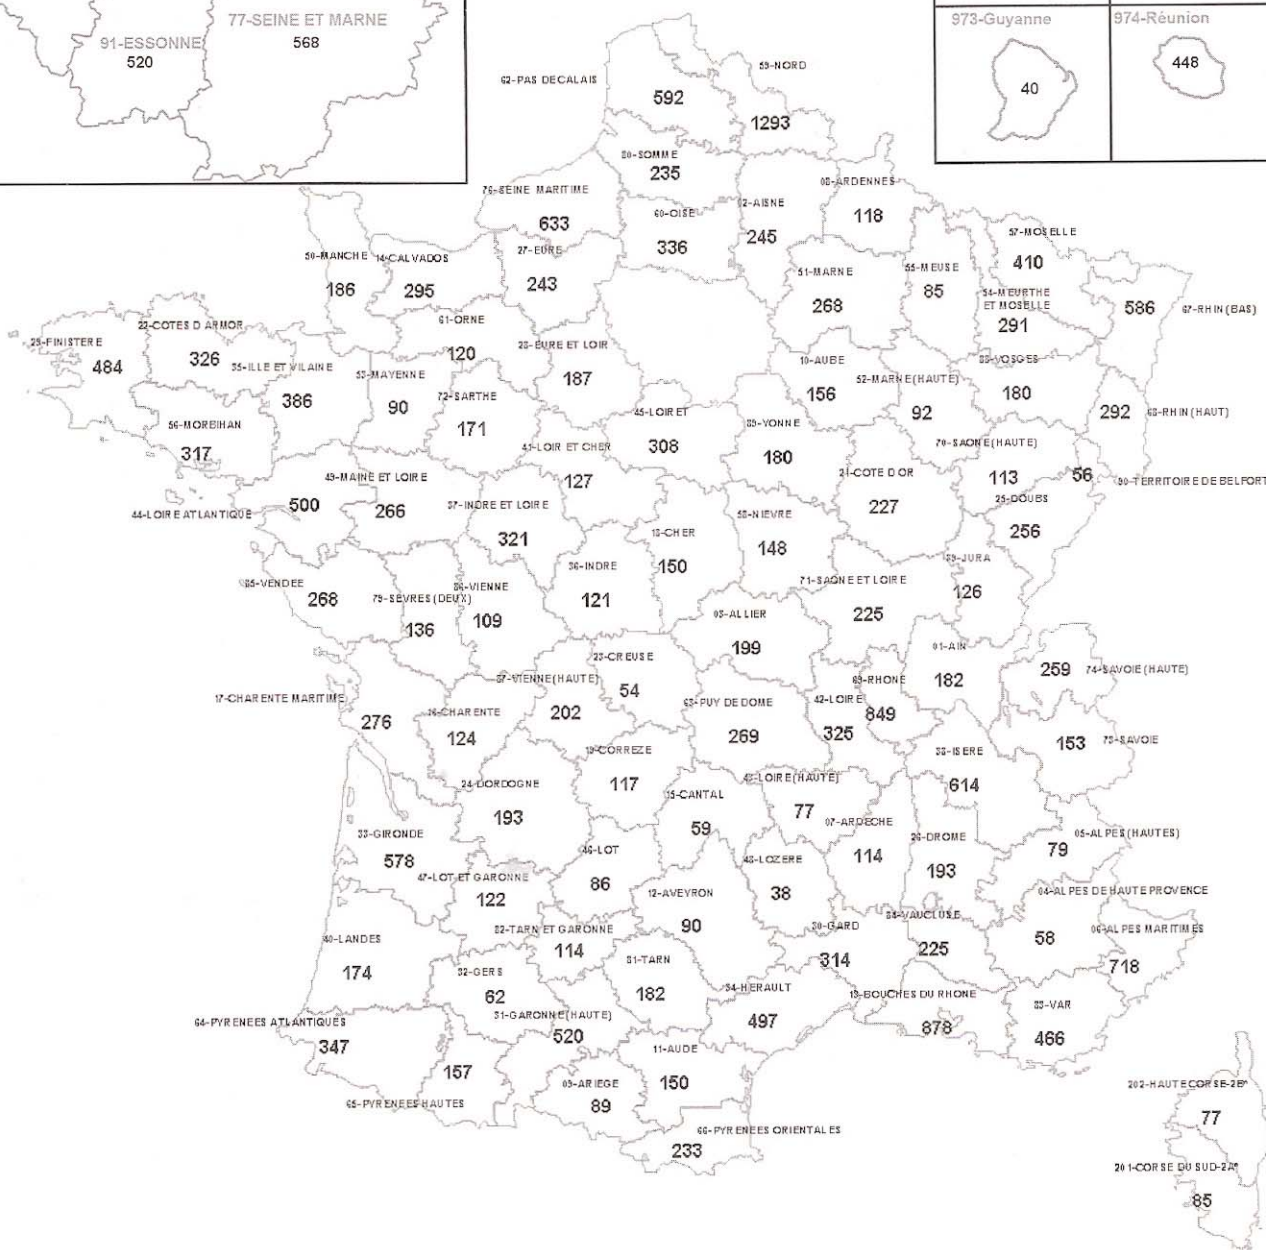 77-SEINE ET MARNE
568
91-ESSONNE
520
973-Guyanne
40
974-Réunion
448
62-PAS DE CALAIS
592
59-NORD
1293
80-SOMME
235
76-SEINE MARITIME
633
60-OISE
336
02-AISNE
245
08-ARDENNES
118
57-MOSELLE
410
50-MANCHE
186
14-CALVADOS
295
27-EURE
243
51-MARNE
268
55-MEUSE
85
54-MEURTHE
ET MOSELLE
291
586
67-RHIN(BAS)
29-FINISTERE
484
22-COTES D ARMOR
326
35-ILLE ET VILAINE
386
61-ORNE
120
28-EURE ET LOIR
187
53-MAYENNE
90
72-SARTHE
171
10-AUBE
156
52-MARNE(HAUTE)
92
88-VOSGES
180
292
68-RHIN(HAUT)
56-MORBIHAN
317
45-LOIRET
308
89-YONNE
180
41-LOIR ET CHER
127
70-SAONE(HAUTE)
113
56
90-TERRITOIRE DE BELFORT
21-COTE D OR
227
25-DOUBS
256
49-MAINE ET LOIRE
266
500
44-LOIRE ATLANTIQUE
37-INDRE ET LOIRE
321
18-CHER
150
58-NIEVRE
148
36-INDRE
121
39-JURA
126
71-SAONE ET LOIRE
225
85-VENDEE
268
79-SEVRES(DEUX)
136
86-VIENNE
109
03-ALLIER
199
01-AIN
182
259
74-SAVOIE(HAUTE)
23-CREUSE
54
87-VIENNE(HAUTE)
202
17-CHARENTE MARITIME
276
16-CHARENTE
124
63-PUY DE DOME
269
42-LOIRE
325
69-RHONE
849
153
73-SAVOIE
38-ISERE
614
19-CORREZE
117
24-DORDOGNE
193
15-CANTAL
59
43-LOIRE(HAUTE)
77
07-ARDECHE
114
26-DROME
193
05-ALPES(HAUTES)
79
33-GIRONDE
578
46-LOT
86
48-LOZERE
38
47-LOT ET GARONNE
122
12-AVEYRON
90
04-ALPES DE HAUTE PROVENCE
58
06-ALPES MARITIMES
718
84-VAUCLUSE
225
30-GARD
314
82-TARN ET GARONNE
114
40-LANDES
174
32-GERS
62
81-TARN
182
34-HERAULT
497
13-BOUCHES DU RHONE
878
83-VAR
466
31-GARONNE(HAUTE)
520
64-PYRENEES ATLANTIQUES
347
157
65-PYRENEES HAUTES
09-ARIEGE
89
11-AUDE
150
66-PYRENEES ORIENTALES
233
202-HAUTE CORSE-2B*
77
201-CORSE DU SUD-2A*
85